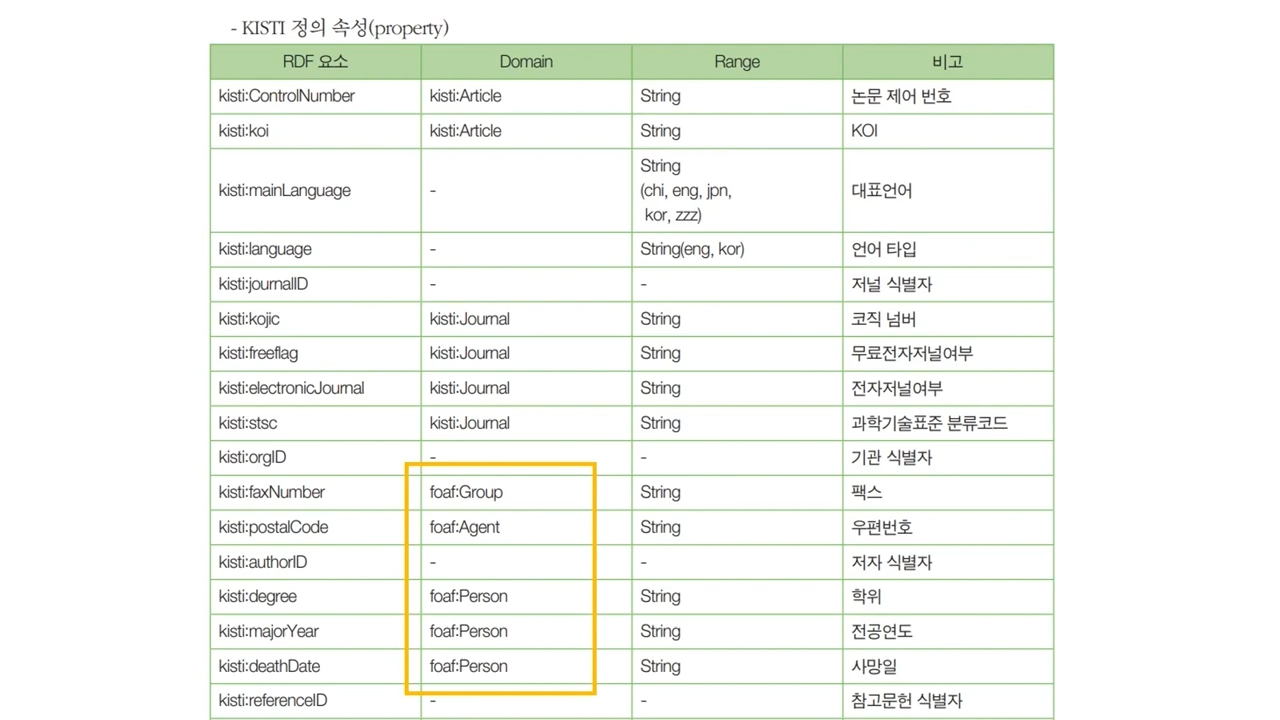 - KISTI 정의 속성(property)
RDF 요소 Domain Range 비고
kisti:ControlNumber kisti:Article String 논문 제어 번호
kisti:koi kisti:Article String KOI
kisti:mainLanguage - String (chi, eng, jpn, kor, zzz) 대표언어
kisti:language - String(eng, kor) 언어 타입
kisti:journalID - - 저널 식별자
kisti:kojic kisti:Journal String 코직 넘버
kisti:freeflag kisti:Journal String 무료전자저널여부
kisti:electronicJournal kisti:Journal String 전자저널여부
kisti:stsc kisti:Journal String 과학기술표준 분류코드
kisti:orgID - - 기관 식별자
kisti:faxNumber foaf:Group String 팩스
kisti:postalCode foaf:Agent String 우편번호
kisti:authorID - - 저자 식별자
kisti:degree foaf:Person String 학위
kisti:majorYear foaf:Person String 전공연도
kisti:deathDate foaf:Person String 사망일
kisti:referenceID - - 참고문헌 식별자